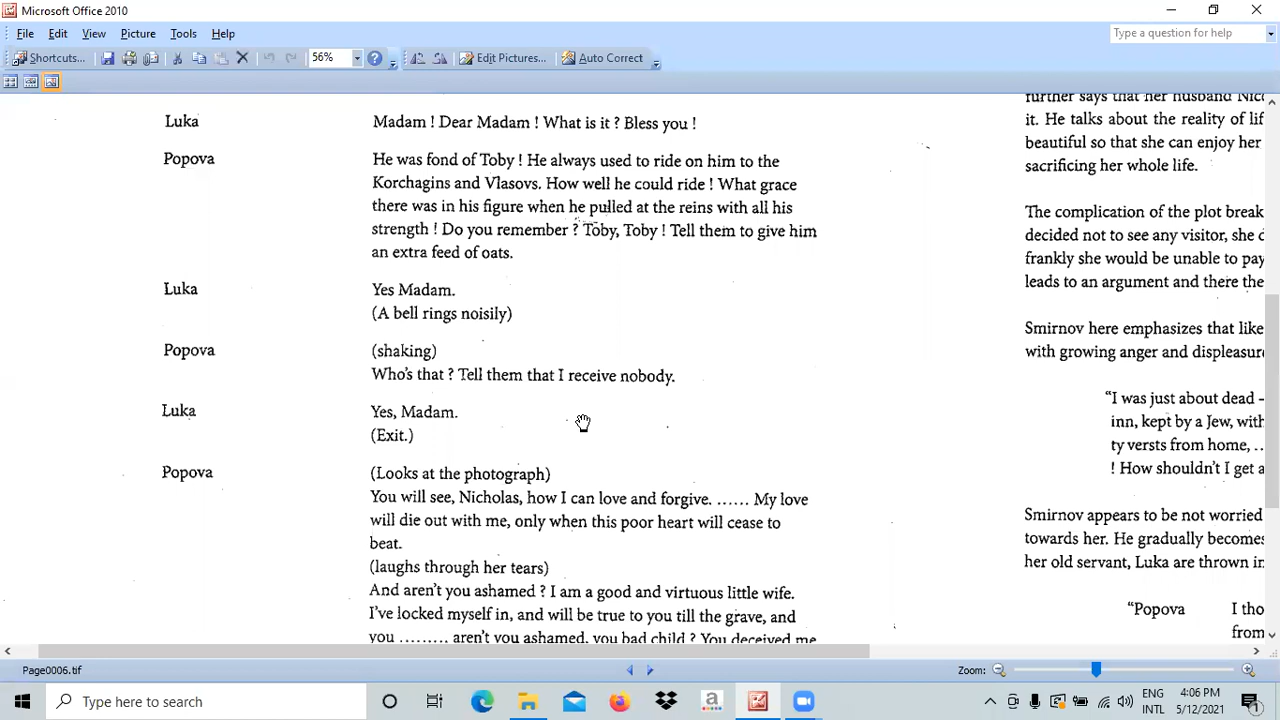 Microsoft Office 2010
File Edit View Picture Tools Help
Type a question for help
Shortcuts... 56% Edit Pictures... Auto Correct
Luka Madam ! Dear Madam ! What is it ? Bless you !
Popova He was fond of Toby ! He always used to ride on him to the
Korchagins and Vlasovs. How well he could ride ! What grace
there was in his figure when he pulled at the reins with all his
strength ! Do you remember ? Toby, Toby ! Tell them to give him
an extra feed of oats.
Luka Yes Madam.
(A bell rings noisily)
Popova (shaking)
Who's that ? Tell them that I receive nobody.
Luka Yes, Madam.
(Exit.)
Popova (Looks at the photograph)
You will see, Nicholas, how I can love and forgive. ...... My love
will die out with me, only when this poor heart will cease to
beat.
(laughs through her tears)
And aren't you ashamed ? I am a good and virtuous little wife.
I've locked myself in, and will be true to you till the grave, and
you ......... aren't you ashamed, you bad child ? You deceived me
further says that her husband Nic
it. He talks about the reality of lif
beautiful so that she can enjoy her
sacrificing her whole life.
The complication of the plot break
decided not to see any visitor, she d
frankly she would be unable to pay
leads to an argument and there the
Smirnov here emphasizes that like
with growing anger and displeasur
"I was just about dead –
inn, kept by a Jew, with
ty versts from home, ..
! How shouldn't I get a
Smirnov appears to be not worried
towards her. He gradually becomes
her old servant, Luka are thrown in
"Popova I tho
from
Page0006.tif
Zoom:
Type here to search
a
ENG
INTL
4:06 PM
5/12/2021
1